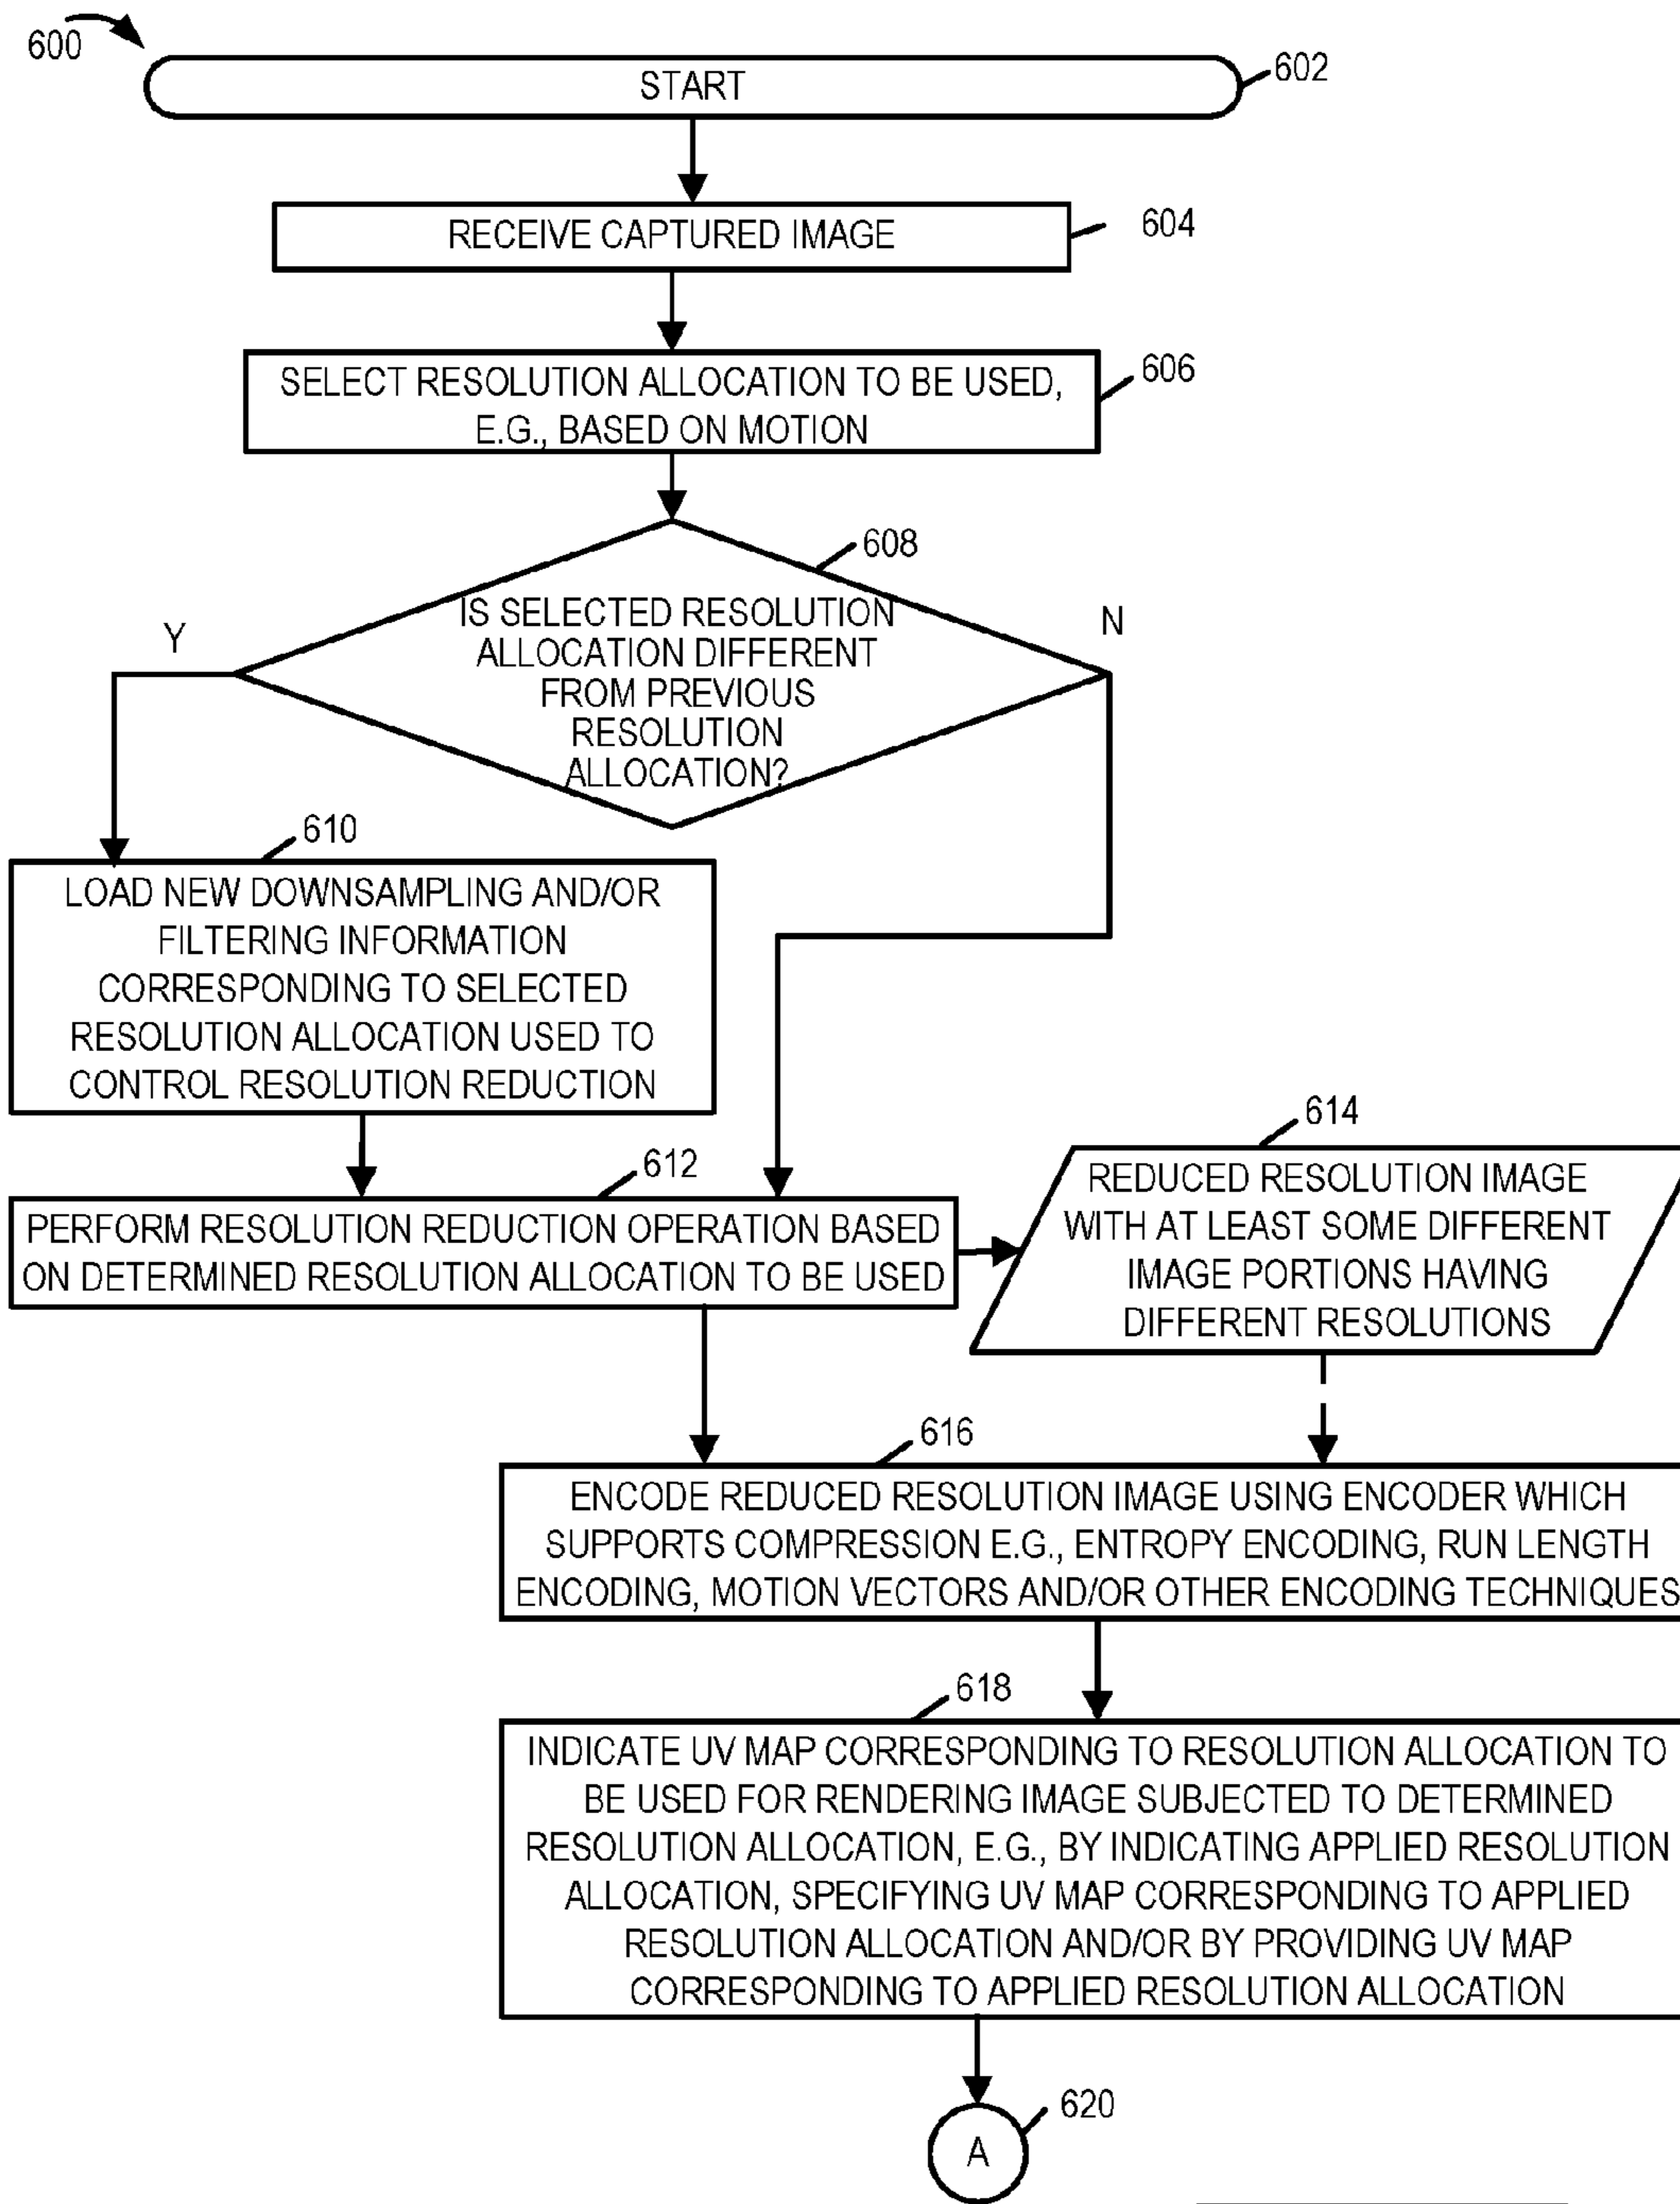 600
START
602
RECEIVE CAPTURED IMAGE
604
SELECT RESOLUTION ALLOCATION TO BE USED,
E.G., BASED ON MOTION
606
608
IS SELECTED RESOLUTION
ALLOCATION DIFFERENT
FROM PREVIOUS
RESOLUTION
ALLOCATION?
Y
N
610
LOAD NEW DOWNSAMPLING AND/OR
FILTERING INFORMATION
CORRESPONDING TO SELECTED
RESOLUTION ALLOCATION USED TO
CONTROL RESOLUTION REDUCTION
612
PERFORM RESOLUTION REDUCTION OPERATION BASED
ON DETERMINED RESOLUTION ALLOCATION TO BE USED
614
REDUCED RESOLUTION IMAGE
WITH AT LEAST SOME DIFFERENT
IMAGE PORTIONS HAVING
DIFFERENT RESOLUTIONS
616
ENCODE REDUCED RESOLUTION IMAGE USING ENCODER WHICH
SUPPORTS COMPRESSION E.G., ENTROPY ENCODING, RUN LENGTH
ENCODING, MOTION VECTORS AND/OR OTHER ENCODING TECHNIQUES
618
INDICATE UV MAP CORRESPONDING TO RESOLUTION ALLOCATION TO
BE USED FOR RENDERING IMAGE SUBJECTED TO DETERMINED
RESOLUTION ALLOCATION, E.G., BY INDICATING APPLIED RESOLUTION
ALLOCATION, SPECIFYING UV MAP CORRESPONDING TO APPLIED
RESOLUTION ALLOCATION AND/OR BY PROVIDING UV MAP
CORRESPONDING TO APPLIED RESOLUTION ALLOCATION
620
A